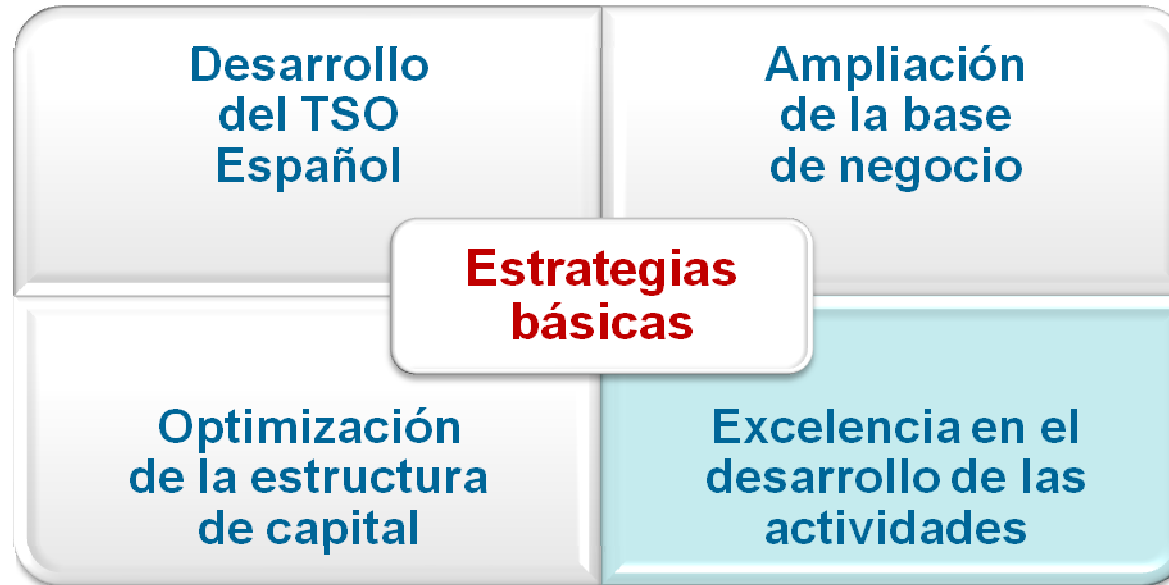 Desarrollo
del TSO
Español
Ampliación
de la base
de negocio
Estrategias
básicas
Optimización
de la estructura
de capital
Excelencia en el
desarrollo de las
actividades